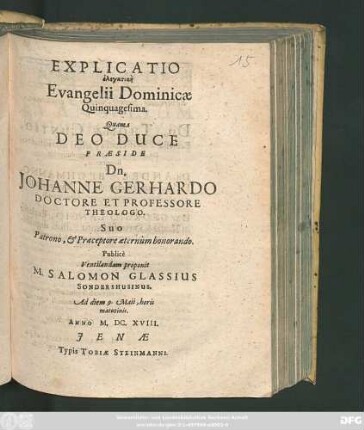 15
EXPLICATIO
Evangelii Dominicæ
Quinquagesima.
Quam
DEO DUCE
PRÆSIDE
Dn.
JOHANNE GERHARDO
DOCTORE ET PROFESSORE
THEOLOGO.
Suo
Patrono, & Præceptore æternùm honorando.
Publicè
Ventilandam proponit
M. SALOMON GLASSIUS
SONDERSHUSINUS.
Ad diem 9. Maii, horis
matutinis.
ANNO M. DC. XVIII.
JENÆ
Typis TOBIÆ STEINMANNI.
DFG